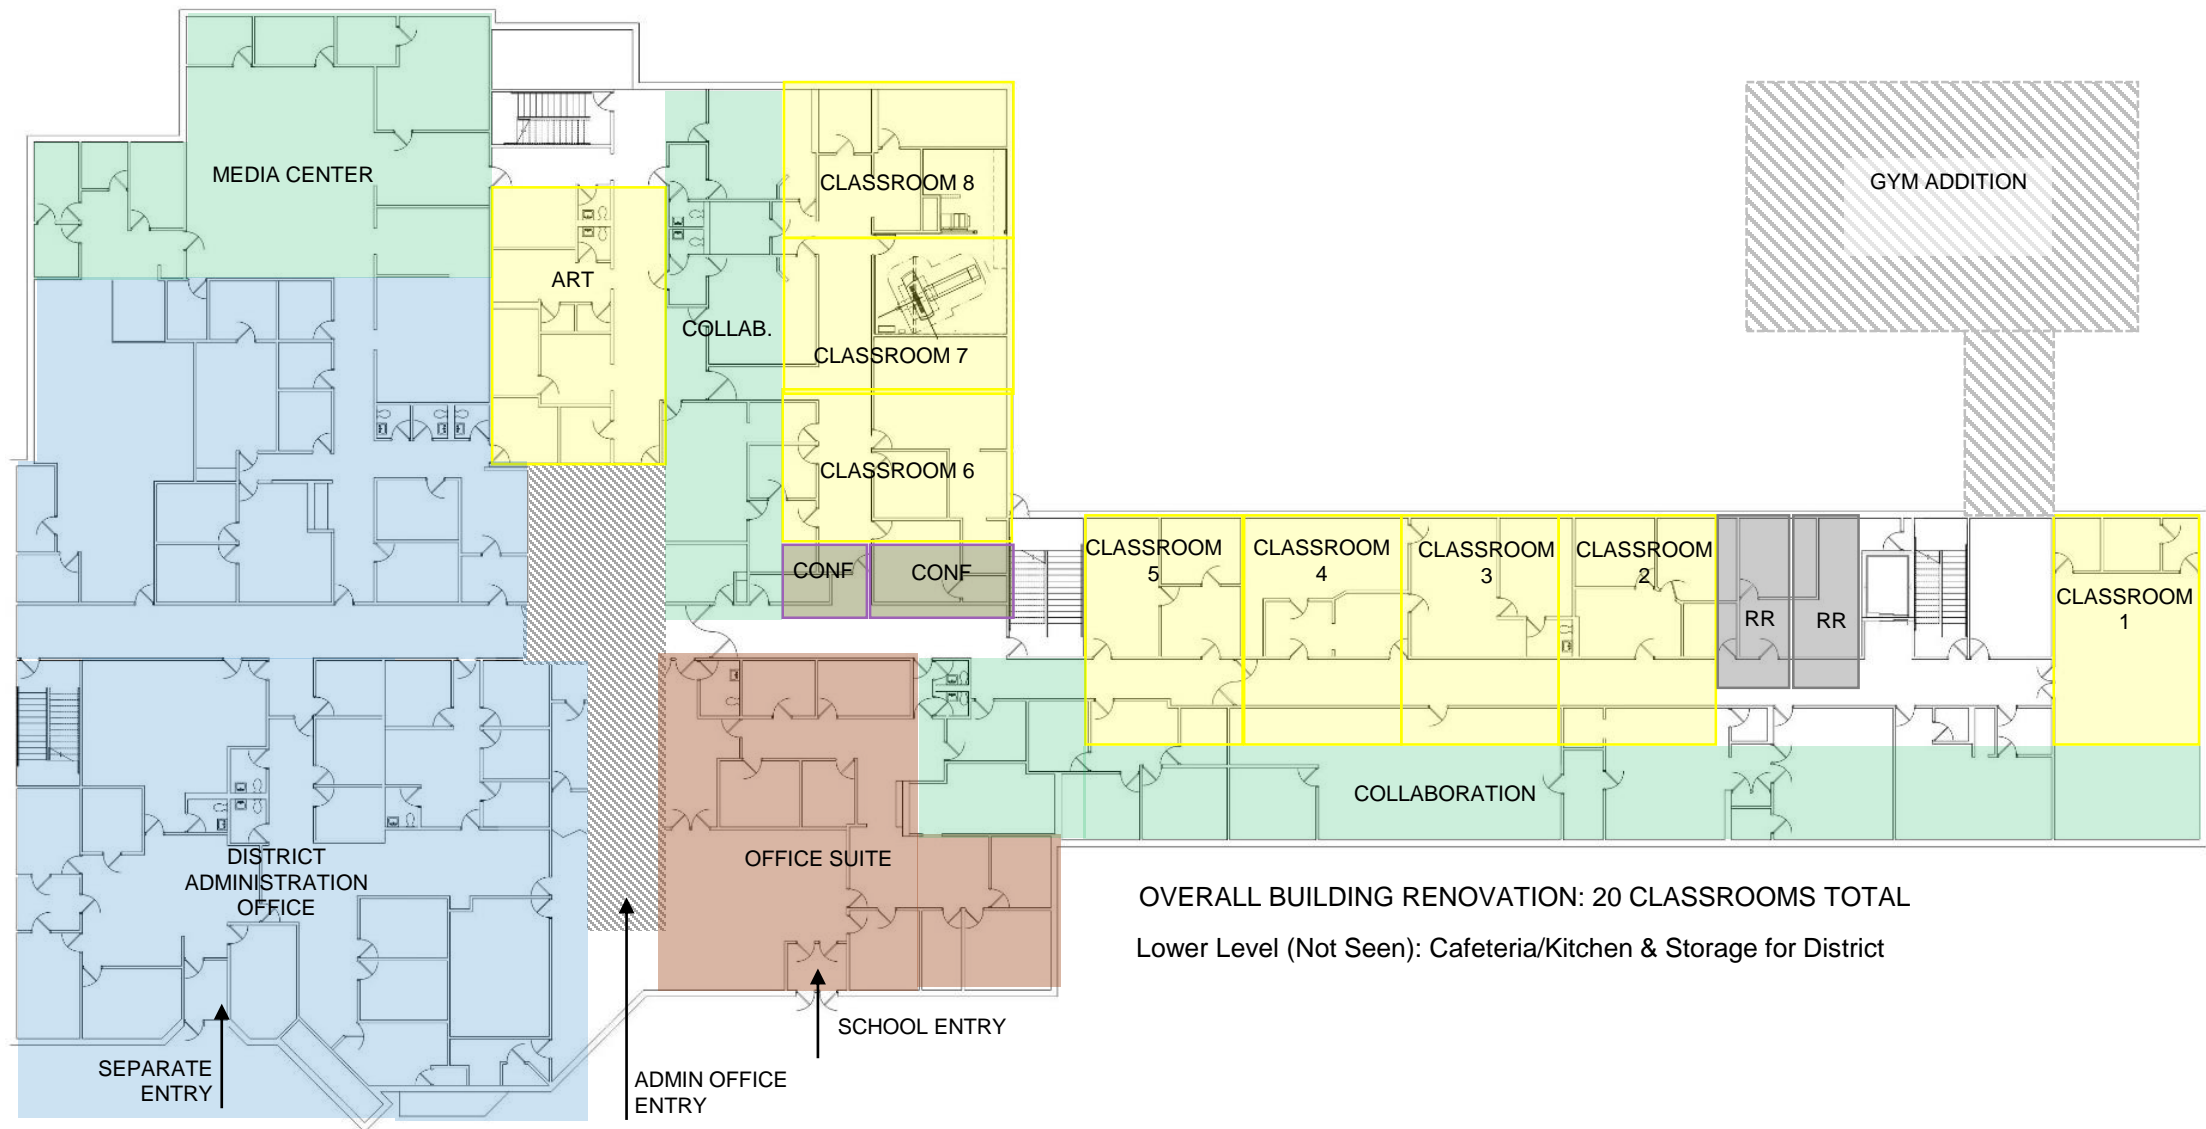 MEDIA CENTER
CLASSROOM 8
GYM ADDITION
ART
COLLAB.
CLASSROOM 7
CLASSROOM 6
CONF
CONF
CLASSROOM
5
CLASSROOM
4
CLASSROOM
3
CLASSROOM
2
RR
RR
CLASSROOM
1
COLLABORATION
DISTRICT
ADMINISTRATION
OFFICE
OFFICE SUITE
OVERALL BUILDING RENOVATION: 20 CLASSROOMS TOTAL
Lower Level (Not Seen): Cafeteria/Kitchen & Storage for District
SCHOOL ENTRY
SEPARATE
ENTRY
ADMIN OFFICE
ENTRY